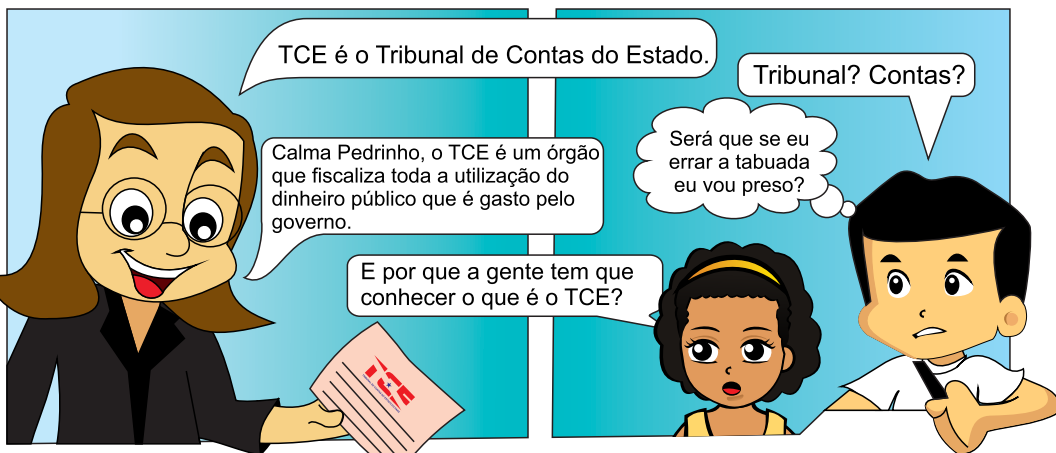 TCE é o Tribunal de Contas do Estado.
Tribunal? Contas?
Será que se eu
errar a tabuada
eu vou preso?
Calma Pedrinho, o TCE é um órgão
que fiscaliza toda a utilização do
dinheiro público que é gasto pelo
governo.
E por que a gente tem que
conhecer o que é o TCE?
TCE